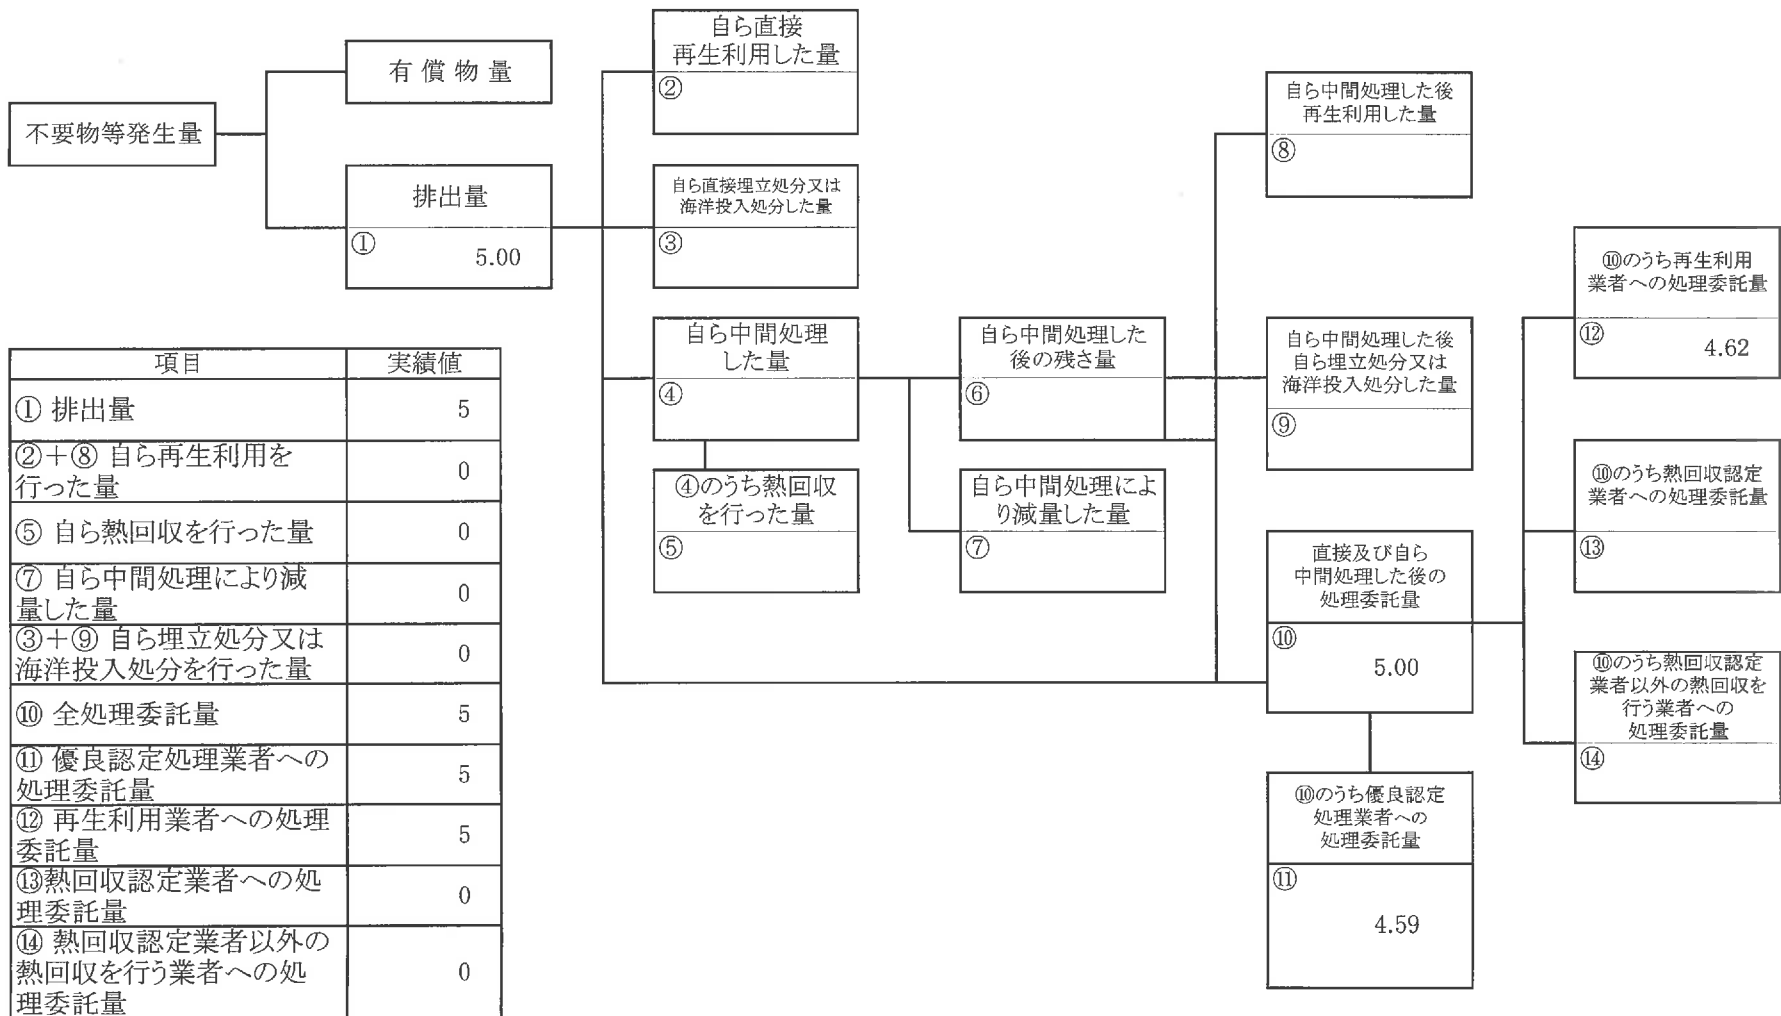 自ら直接
再生利用した量
②
有償物量
不要物等発生量
排出量
①
5.00
自ら直接埋立処分又は
海洋投入処分した量
③
自ら中間処理した後
再生利用した量
⑧
自ら中間処理
した量
④
自ら中間処理した
後の残さ量
⑥
自ら中間処理した後
自ら埋立処分又は
海洋投入処分した量
⑨
④のうち熱回収
を行った量
⑤
自ら中間処理によ
り減量した量
⑦
直接及び自ら
中間処理した後の
処理委託量
⑩
5.00
⑩のうち優良認定
処理業者への
処理委託量
⑪
4.59
⑩のうち再生利用
業者への処理委託量
⑫
4.62
⑩のうち熱回収認定
業者への処理委託量
⑬
⑩のうち熱回収認定
業者以外の熱回収を
行う業者への
処理委託量
⑭
項目 実績値
① 排出量 5
②＋⑧ 自ら再生利用を
行った量 0
⑤ 自ら熱回収を行った量 0
⑦ 自ら中間処理により減
量した量 0
③＋⑨ 自ら埋立処分又は
海洋投入処分を行った量 0
⑩ 全処理委託量 5
⑪ 優良認定処理業者への
処理委託量 5
⑫ 再生利用業者への処理
委託量 5
⑬熱回収認定業者への処
理委託量 0
⑭ 熱回収認定業者以外の
熱回収を行う業者への処
理委託量 0